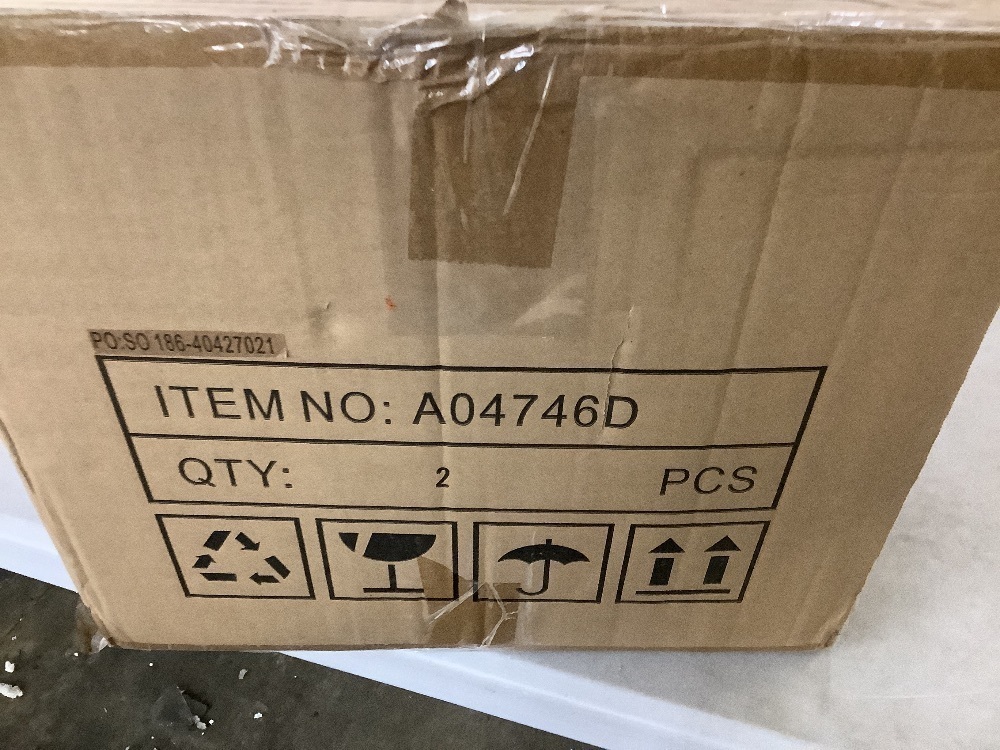 PO:SO 186-40427021
ITEM NO: A04746D
QTY: 2 PCS